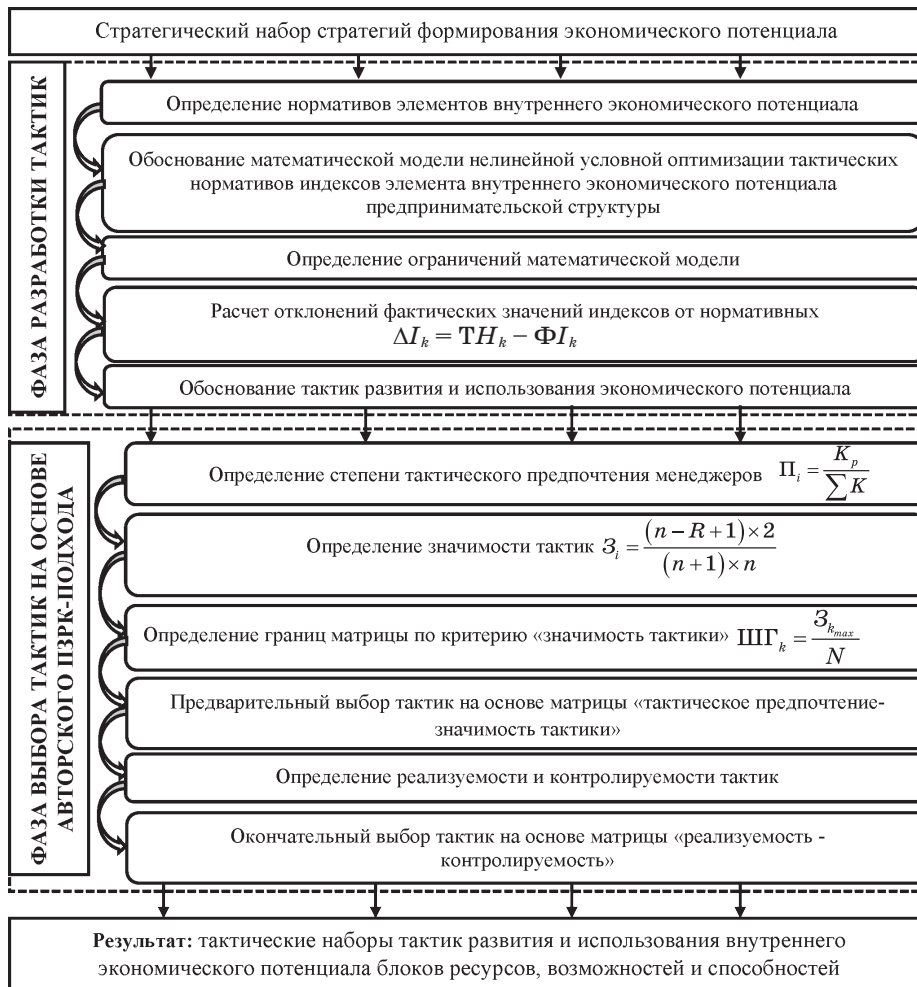 Стратегический набор стратегий формирования экономического потенциала
ФАЗА РАЗРАБОТКИ ТАКТИК
Определение нормативов элементов внутреннего экономического потенциала
Обоснование математической модели нелинейной условной оптимизации тактических
нормативов индексов элемента внутреннего экономического потенциала
предпринимательской структуры
Определение ограничений математической модели
Расчет отклонений фактических значений индексов от нормативных
ΔI_k = ТН_k − ФI_k
Обоснование тактик развития и использования экономического потенциала
ФАЗА ВЫБОРА ТАКТИК НА ОСНОВЕ
АВТОРСКОГО ПЗРК-ПОДХОДА
Определение степени тактического предпочтения менеджеров П_i = K_p / ∑K
Определение значимости тактик З_i = (n − R + 1) × 2 / (n + 1) × n
Определение границ матрицы по критерию «значимость тактики» ШГ_k = З_k_max / N
Предварительный выбор тактик на основе матрицы «тактическое предпочтение-
значимость тактики»
Определение реализуемости и контролируемости тактик
Окончательный выбор тактик на основе матрицы «реализуемость -
контролируемость»
Результат: тактические наборы тактик развития и использования внутреннего
экономического потенциала блоков ресурсов, возможностей и способностей